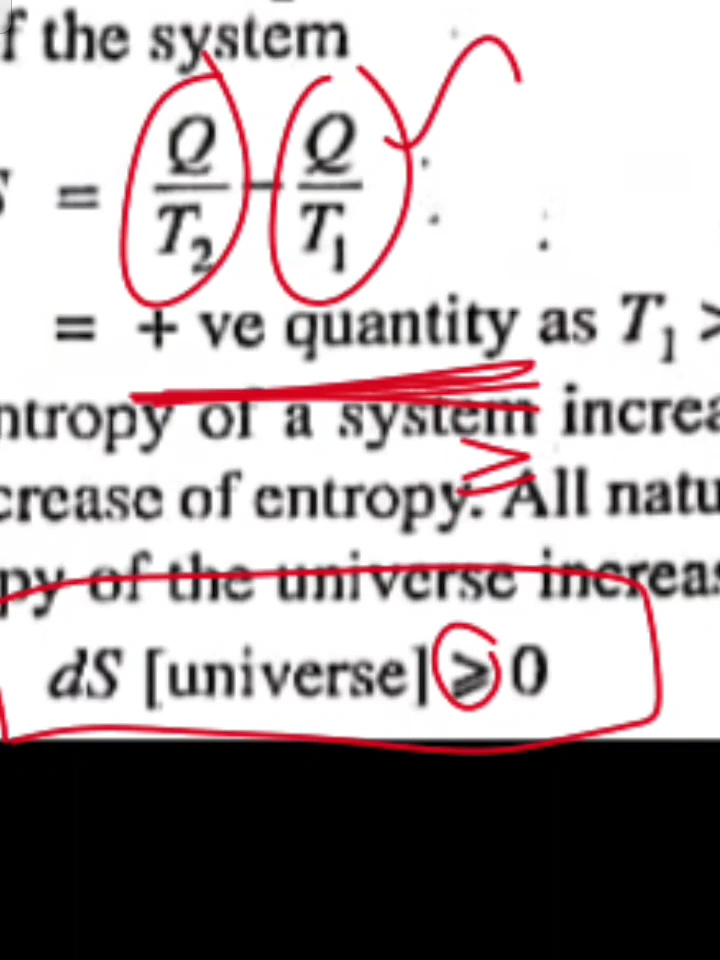 f the system
S = Q/T₂ - Q/T₁
= + ve quantity as T₁ >
ntropy of a system increa
crease of entropy. All natu
py of the universe increas
dS [universe] ⩾ 0